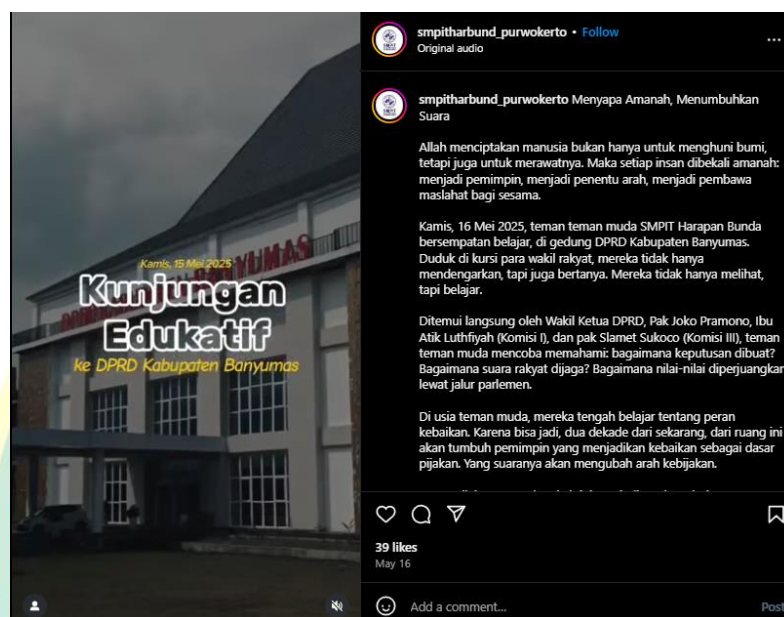 Kamis, 15 Mei 2025
Kunjungan
Edukatif
ke DPRD Kabupaten Banyumas
smpitharbund_purwokerto • Follow
Original audio
smpitharbund_purwokerto Menyapa Amanah, Menumbuhkan
Suara
Allah menciptakan manusia bukan hanya untuk menghuni bumi,
tetapi juga untuk merawatnya. Maka setiap insan dibekali amanah:
menjadi pemimpin, menjadi penentu arah, menjadi pembawa
maslahat bagi sesama.
Kamis, 16 Mei 2025, teman teman muda SMPIT Harapan Bunda
bersempatan belajar, di gedung DPRD Kabupaten Banyumas.
Duduk di kursi para wakil rakyat, mereka tidak hanya
mendengarkan, tapi juga bertanya. Mereka tidak hanya melihat,
tapi belajar.
Ditemui langsung oleh Wakil Ketua DPRD, Pak Joko Pramono, Ibu
Atik Luthfiyah (Komisi I), dan pak Slamet Sukoco (Komisi III), teman
teman muda mencoba memahami: bagaimana keputusan dibuat?
Bagaimana suara rakyat dijaga? Bagaimana nilai-nilai diperjuangkan
lewat jalur parlemen.
Di usia teman muda, mereka tengah belajar tentang peran
kebaikan. Karena bisa jadi, dua dekade dari sekarang, dari ruang ini
akan tumbuh pemimpin yang menjadikan kebaikan sebagai dasar
pijakan. Yang suaranya akan mengubah arah kebijakan.
39 likes
May 16
Add a comment...
Post